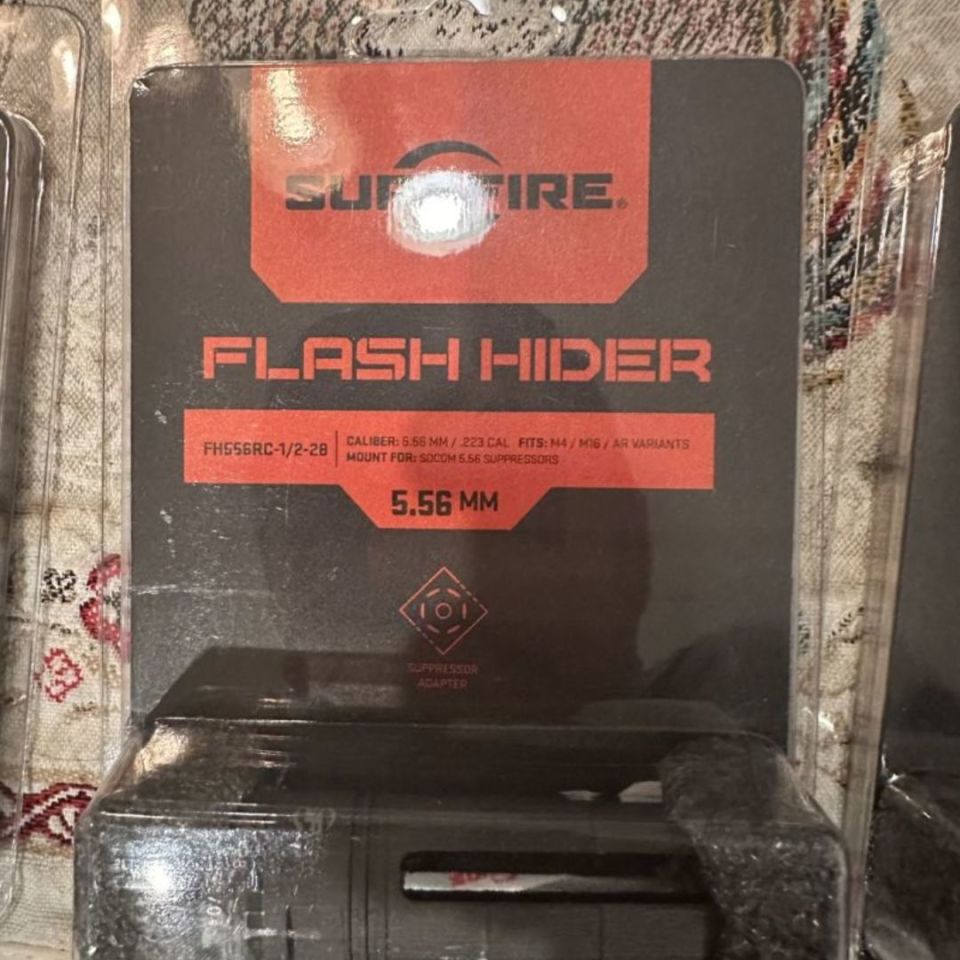 SUREFIRE®
FLASH HIDER
FH556RC-1/2-28
CALIBER: 5.56 MM / .223 CAL FITS: M4 / M16 / AR VARIANTS
MOUNT FOR: SOCOM 5.56 SUPPRESSORS
5.56 MM
SUPPRESSOR
ADAPTER